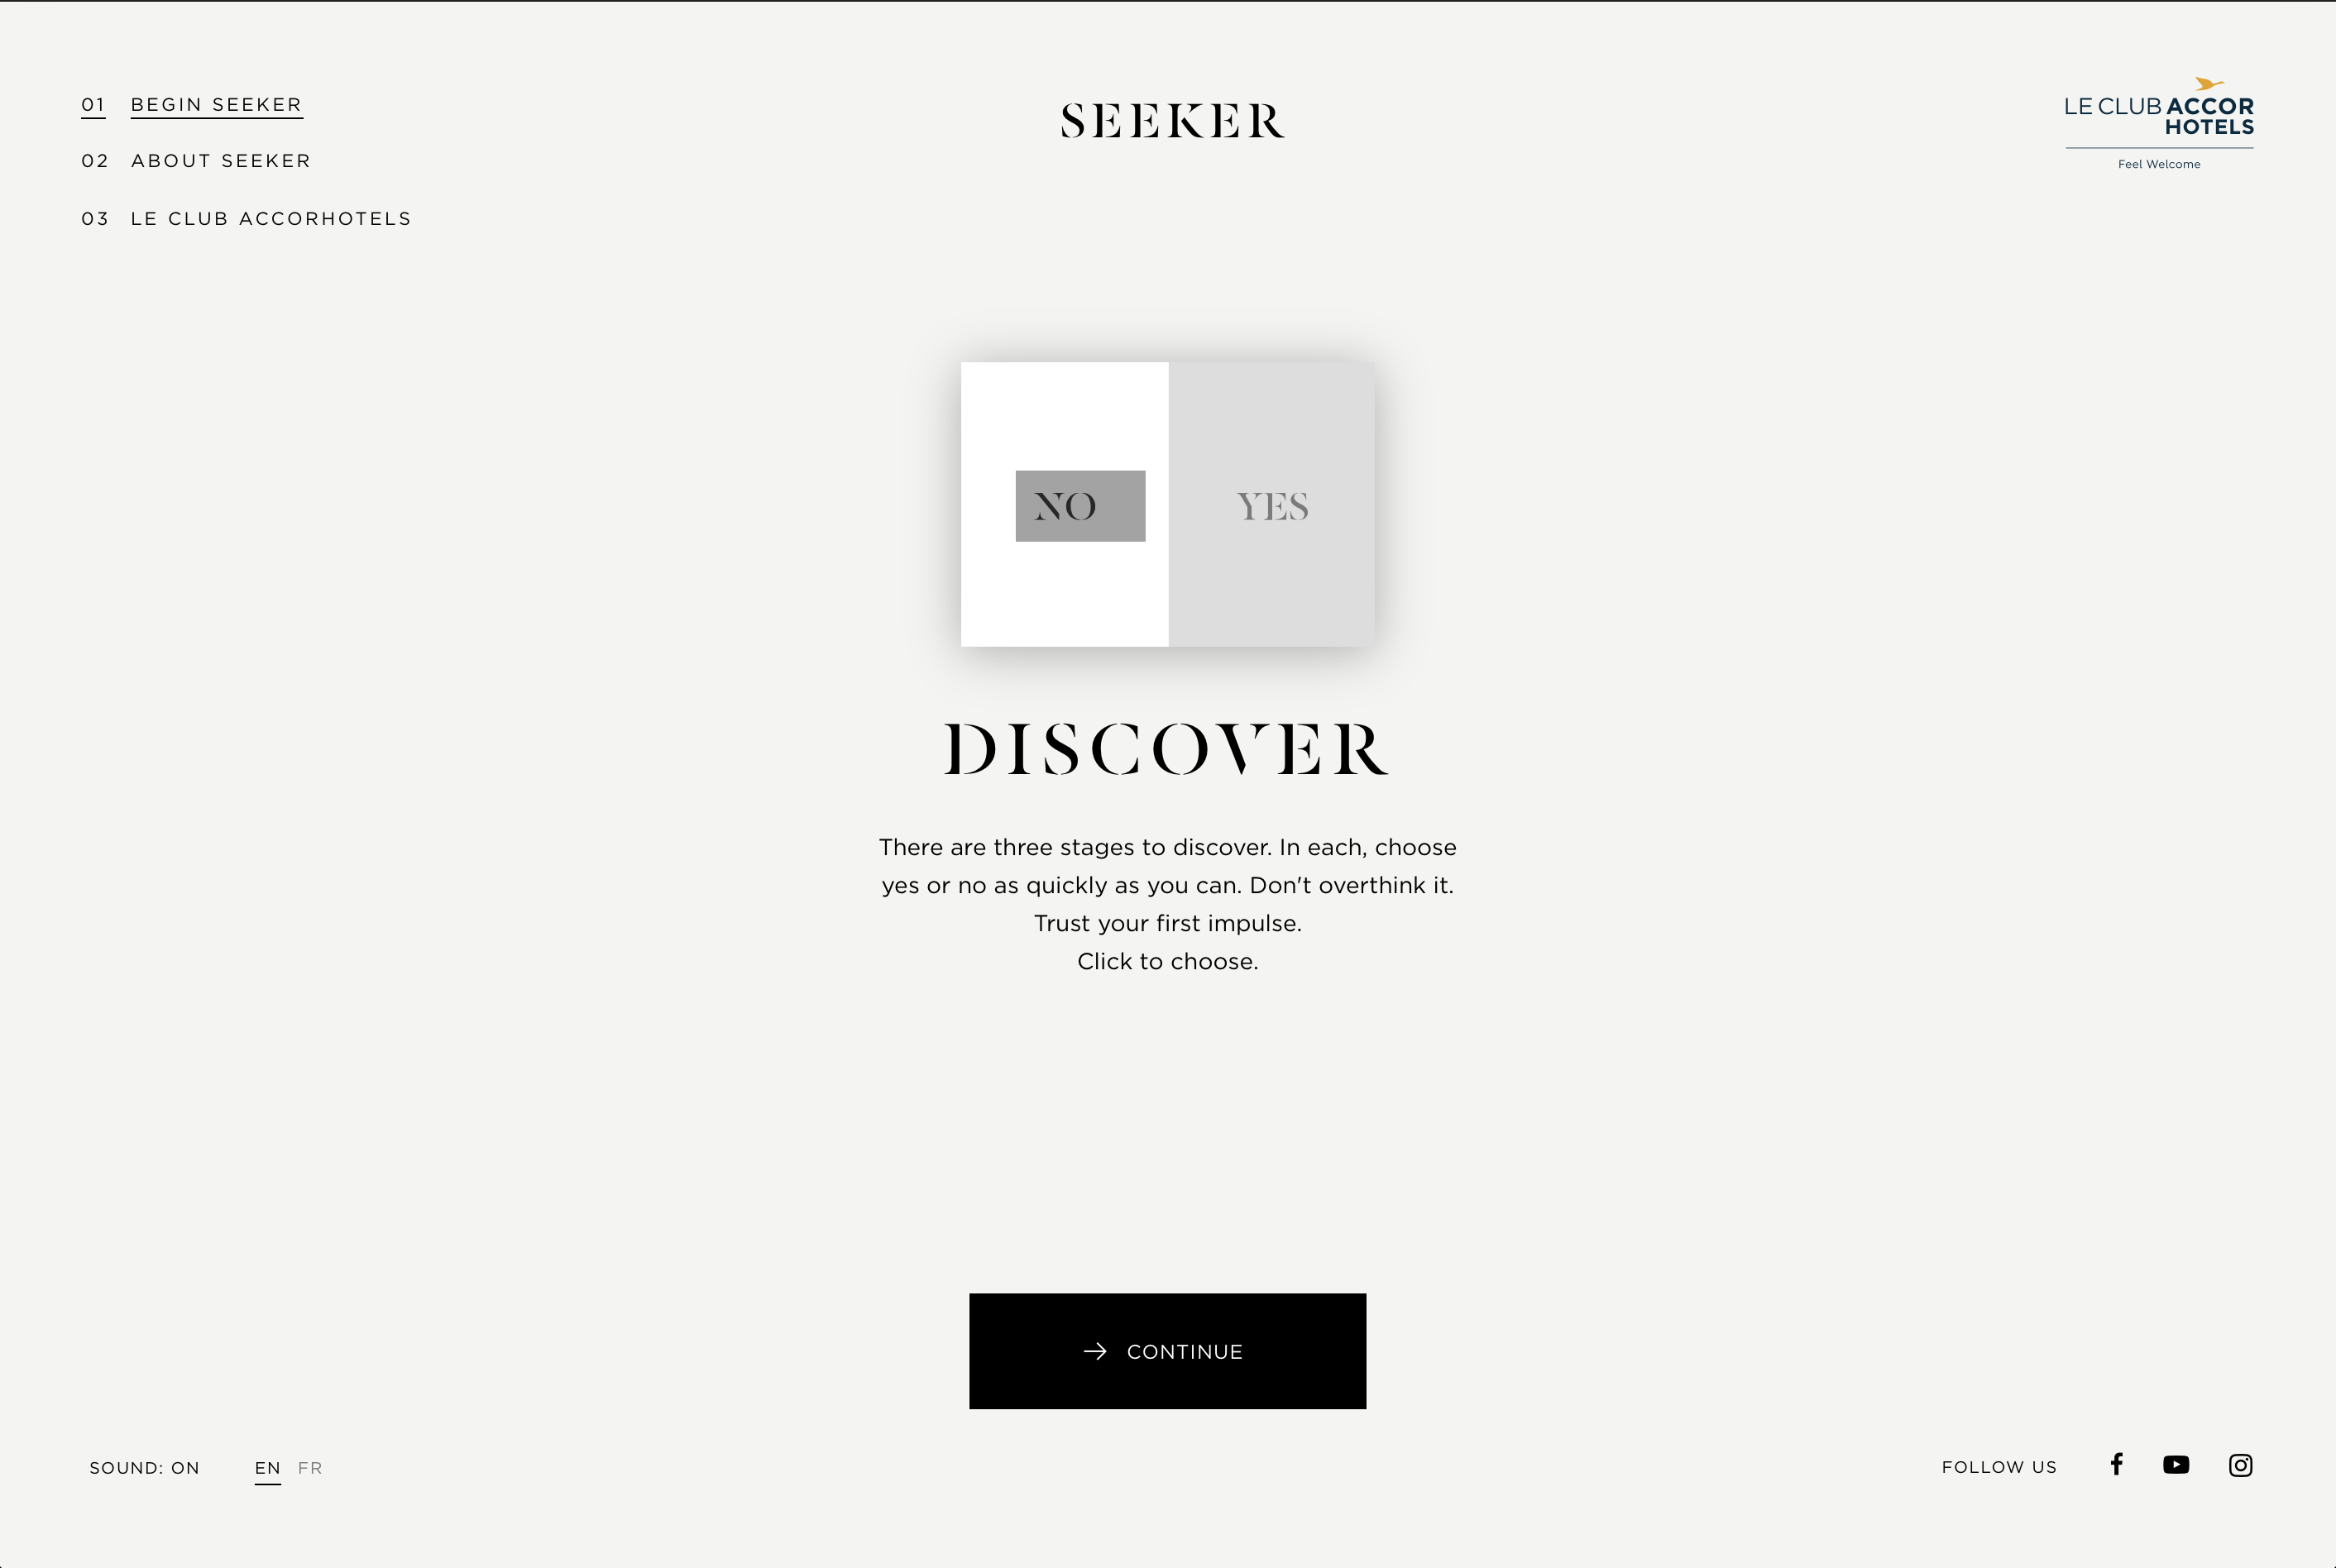 01 BEGIN SEEKER
02 ABOUT SEEKER
03 LE CLUB ACCORHOTELS
SEEKER
LE CLUB ACCOR
HOTELS
Feel Welcome
NO
YES
DISCOVER
There are three stages to discover. In each, choose
yes or no as quickly as you can. Don't overthink it.
Trust your first impulse.
Click to choose.
CONTINUE
SOUND: ON
EN FR
FOLLOW US